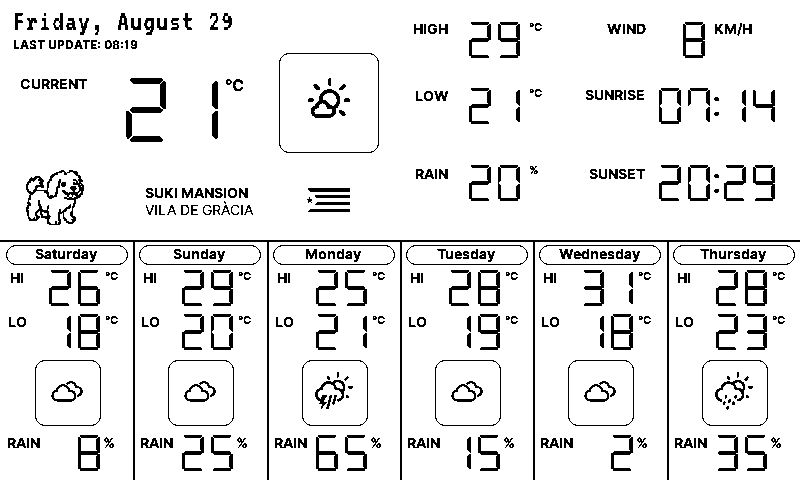 Friday, August 29
LAST UPDATE: 08:19
CURRENT 21 °C
HIGH 29 °C
WIND 8 KM/H
LOW 21 °C
SUNRISE 07:14
RAIN 20 %
SUNSET 20:29
SUKI MANSION
VILA DE GRÀCIA
Saturday
HI 26 °C
LO 18 °C
RAIN 8 %
Sunday
HI 29 °C
LO 20 °C
RAIN 25 %
Monday
HI 25 °C
LO 21 °C
RAIN 65 %
Tuesday
HI 28 °C
LO 19 °C
RAIN 15 %
Wednesday
HI 31 °C
LO 18 °C
RAIN 2 %
Thursday
HI 28 °C
LO 23 °C
RAIN 35 %